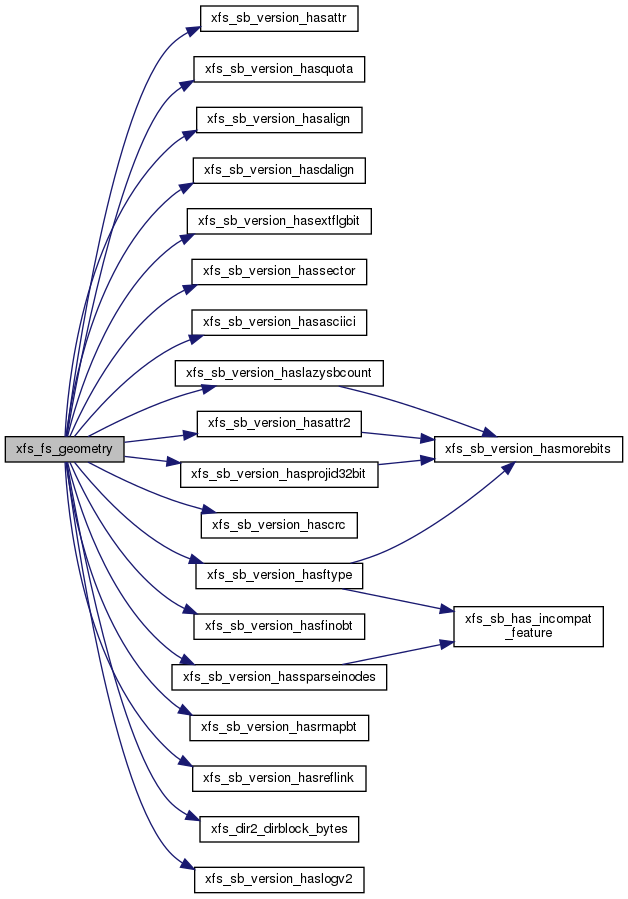 xfs_sb_version_hasattr
xfs_sb_version_hasquota
xfs_sb_version_hasalign
xfs_sb_version_hasdalign
xfs_sb_version_hasextflgbit
xfs_sb_version_hassector
xfs_sb_version_hasasciici
xfs_sb_version_haslazysbcount
xfs_sb_version_hasattr2
xfs_fs_geometry
xfs_sb_version_hasmorebits
xfs_sb_version_hasprojid32bit
xfs_sb_version_hascrc
xfs_sb_version_hasftype
xfs_sb_version_hasfinobt
xfs_sb_has_incompat
_feature
xfs_sb_version_hassparseinodes
xfs_sb_version_hasrmapbt
xfs_sb_version_hasreflink
xfs_dir2_dirblock_bytes
xfs_sb_version_haslogv2